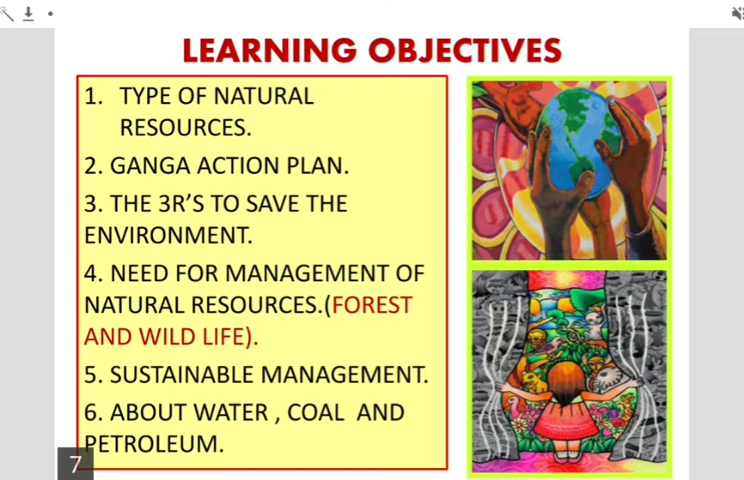 LEARNING OBJECTIVES
1. TYPE OF NATURAL
RESOURCES.
2. GANGA ACTION PLAN.
3. THE 3R'S TO SAVE THE
ENVIRONMENT.
4. NEED FOR MANAGEMENT OF
NATURAL RESOURCES.(FOREST
AND WILD LIFE).
5. SUSTAINABLE MANAGEMENT.
6. ABOUT WATER , COAL AND
PETROLEUM.
7